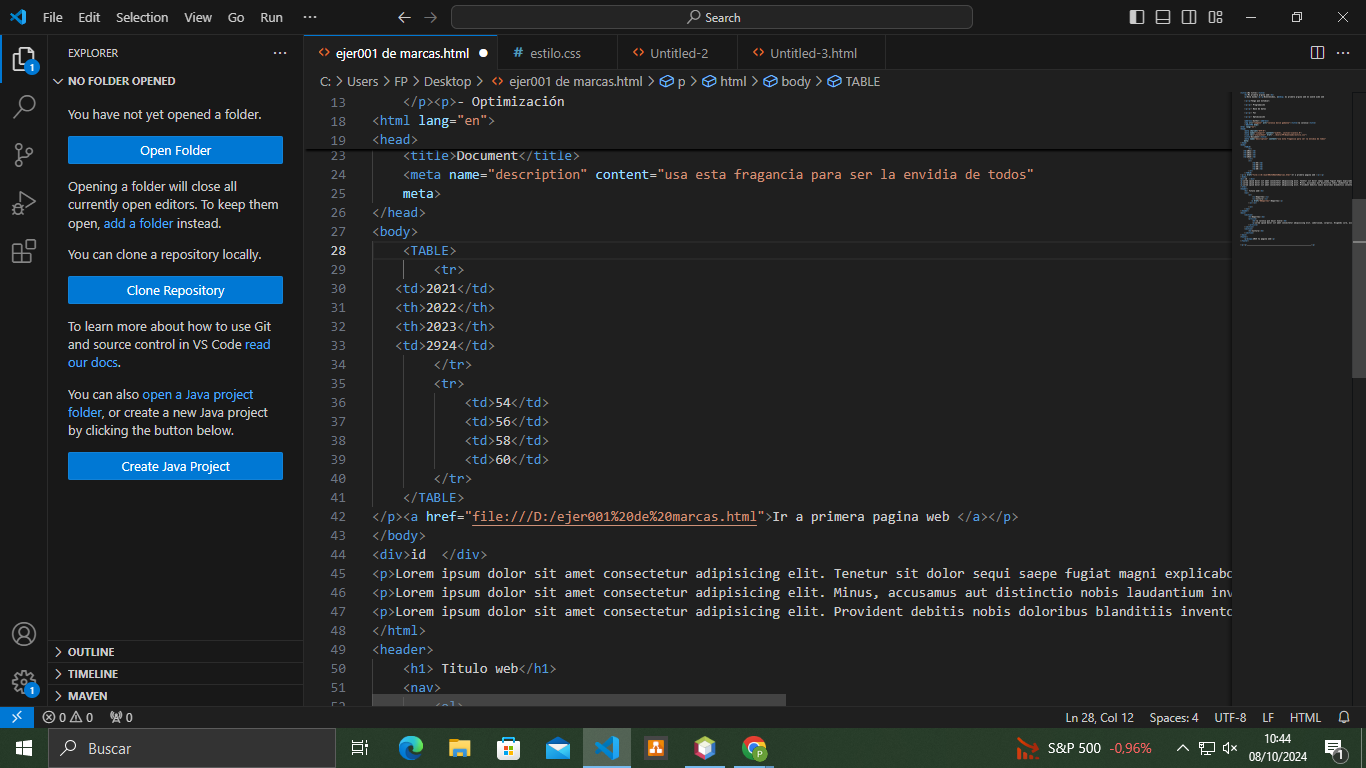 File Edit Selection View Go Run ··· Search
EXPLORER ···
NO FOLDER OPENED
You have not yet opened a folder.
Open Folder
Opening a folder will close all
currently open editors. To keep them
open, add a folder instead.
You can clone a repository locally.
Clone Repository
To learn more about how to use Git
and source control in VS Code read
our docs.
You can also open a Java project
folder, or create a new Java project
by clicking the button below.
Create Java Project
OUTLINE
TIMELINE
MAVEN
1
1
ejer001 de marcas.html # estilo.css Untitled-2 Untitled-3.html ···
C: > Users > FP > Desktop > ejer001 de marcas.html > p > html > body > TABLE
13 </p><p>- Optimización
18 <html lang="en">
19 <head>
23 <title>Document</title>
24 <meta name="description" content="usa esta fragancia para ser la envidia de todos"
25 meta>
26 </head>
27 <body>
28 <TABLE>
29 <tr>
30 <td>2021</td>
31 <th>2022</th>
32 <th>2023</th>
33 <td>2924</td>
34 </tr>
35 <tr>
36 <td>54</td>
37 <td>56</td>
38 <td>58</td>
39 <td>60</td>
40 </tr>
41 </TABLE>
42 </p><a href="file:///D:/ejer001%20de%20marcas.html">Ir a primera pagina web </a></p>
43 </body>
44 <div>id  </div>
45 <p>Lorem ipsum dolor sit amet consectetur adipisicing elit. Tenetur sit dolor sequi saepe fugiat magni explicabo
46 <p>Lorem ipsum dolor sit amet consectetur adipisicing elit. Minus, accusamus aut distinctio nobis laudantium inv
47 <p>Lorem ipsum dolor sit amet consectetur adipisicing elit. Provident debitis nobis doloribus blanditiis invento
48 </html>
49 <header>
50 <h1> Titulo web</h1>
51 <nav>
0 0 0 Ln 28, Col 12 Spaces: 4 UTF-8 LF HTML
Buscar S&P 500 -0,96% 10:44
08/10/2024 1